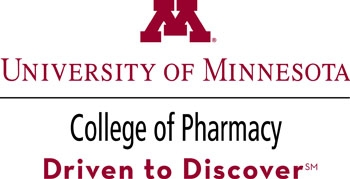 M®
UNIVERSITY OF MINNESOTA
College of Pharmacy
Driven to Discover℠